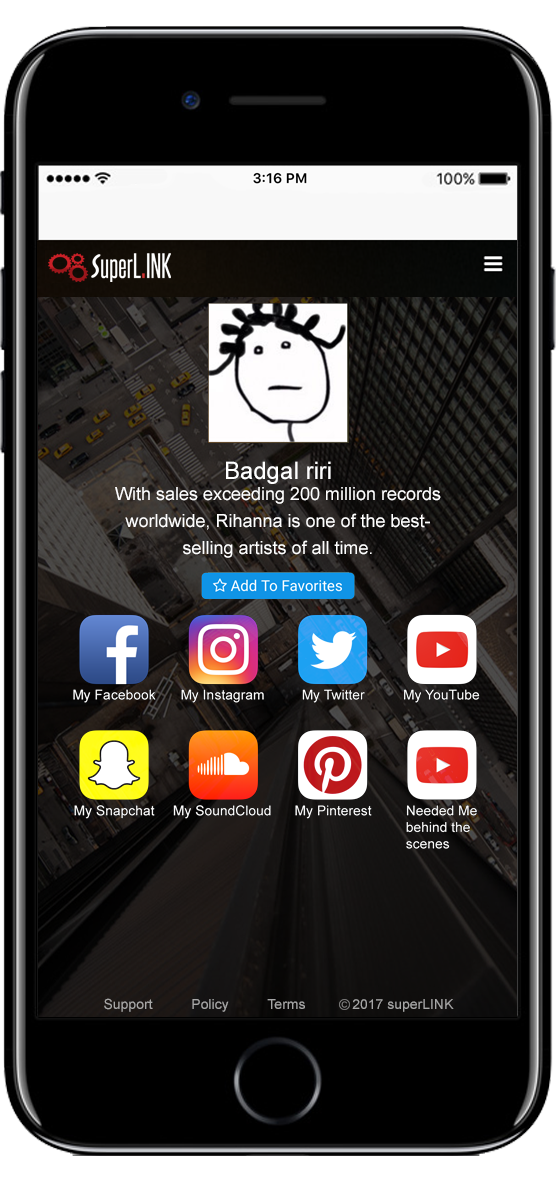 3:16 PM
100%
SuperL.INK
Badgal riri
With sales exceeding 200 million records
worldwide, Rihanna is one of the best-
selling artists of all time.
Add To Favorites
My Facebook My Instagram My Twitter My YouTube
My Snapchat My SoundCloud My Pinterest Needed Me
behind the
scenes
Support Policy Terms © 2017 superLINK